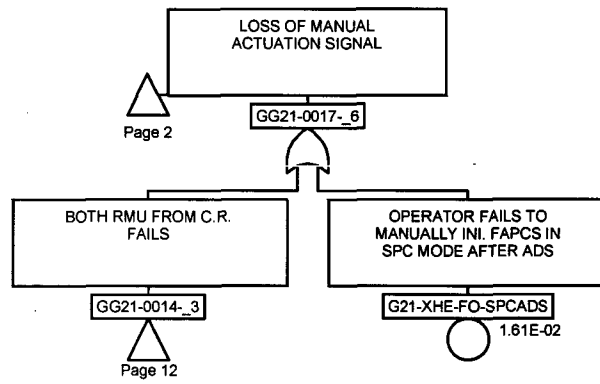 LOSS OF MANUAL
ACTUATION SIGNAL
Page 2
GG21-0017-_6
BOTH RMU FROM C.R.
FAILS
GG21-0014-_3
Page 12
OPERATOR FAILS TO
MANUALLY INI. FAPCS IN
SPC MODE AFTER ADS
G21-XHE-FO-SPCADS
1.61E-02